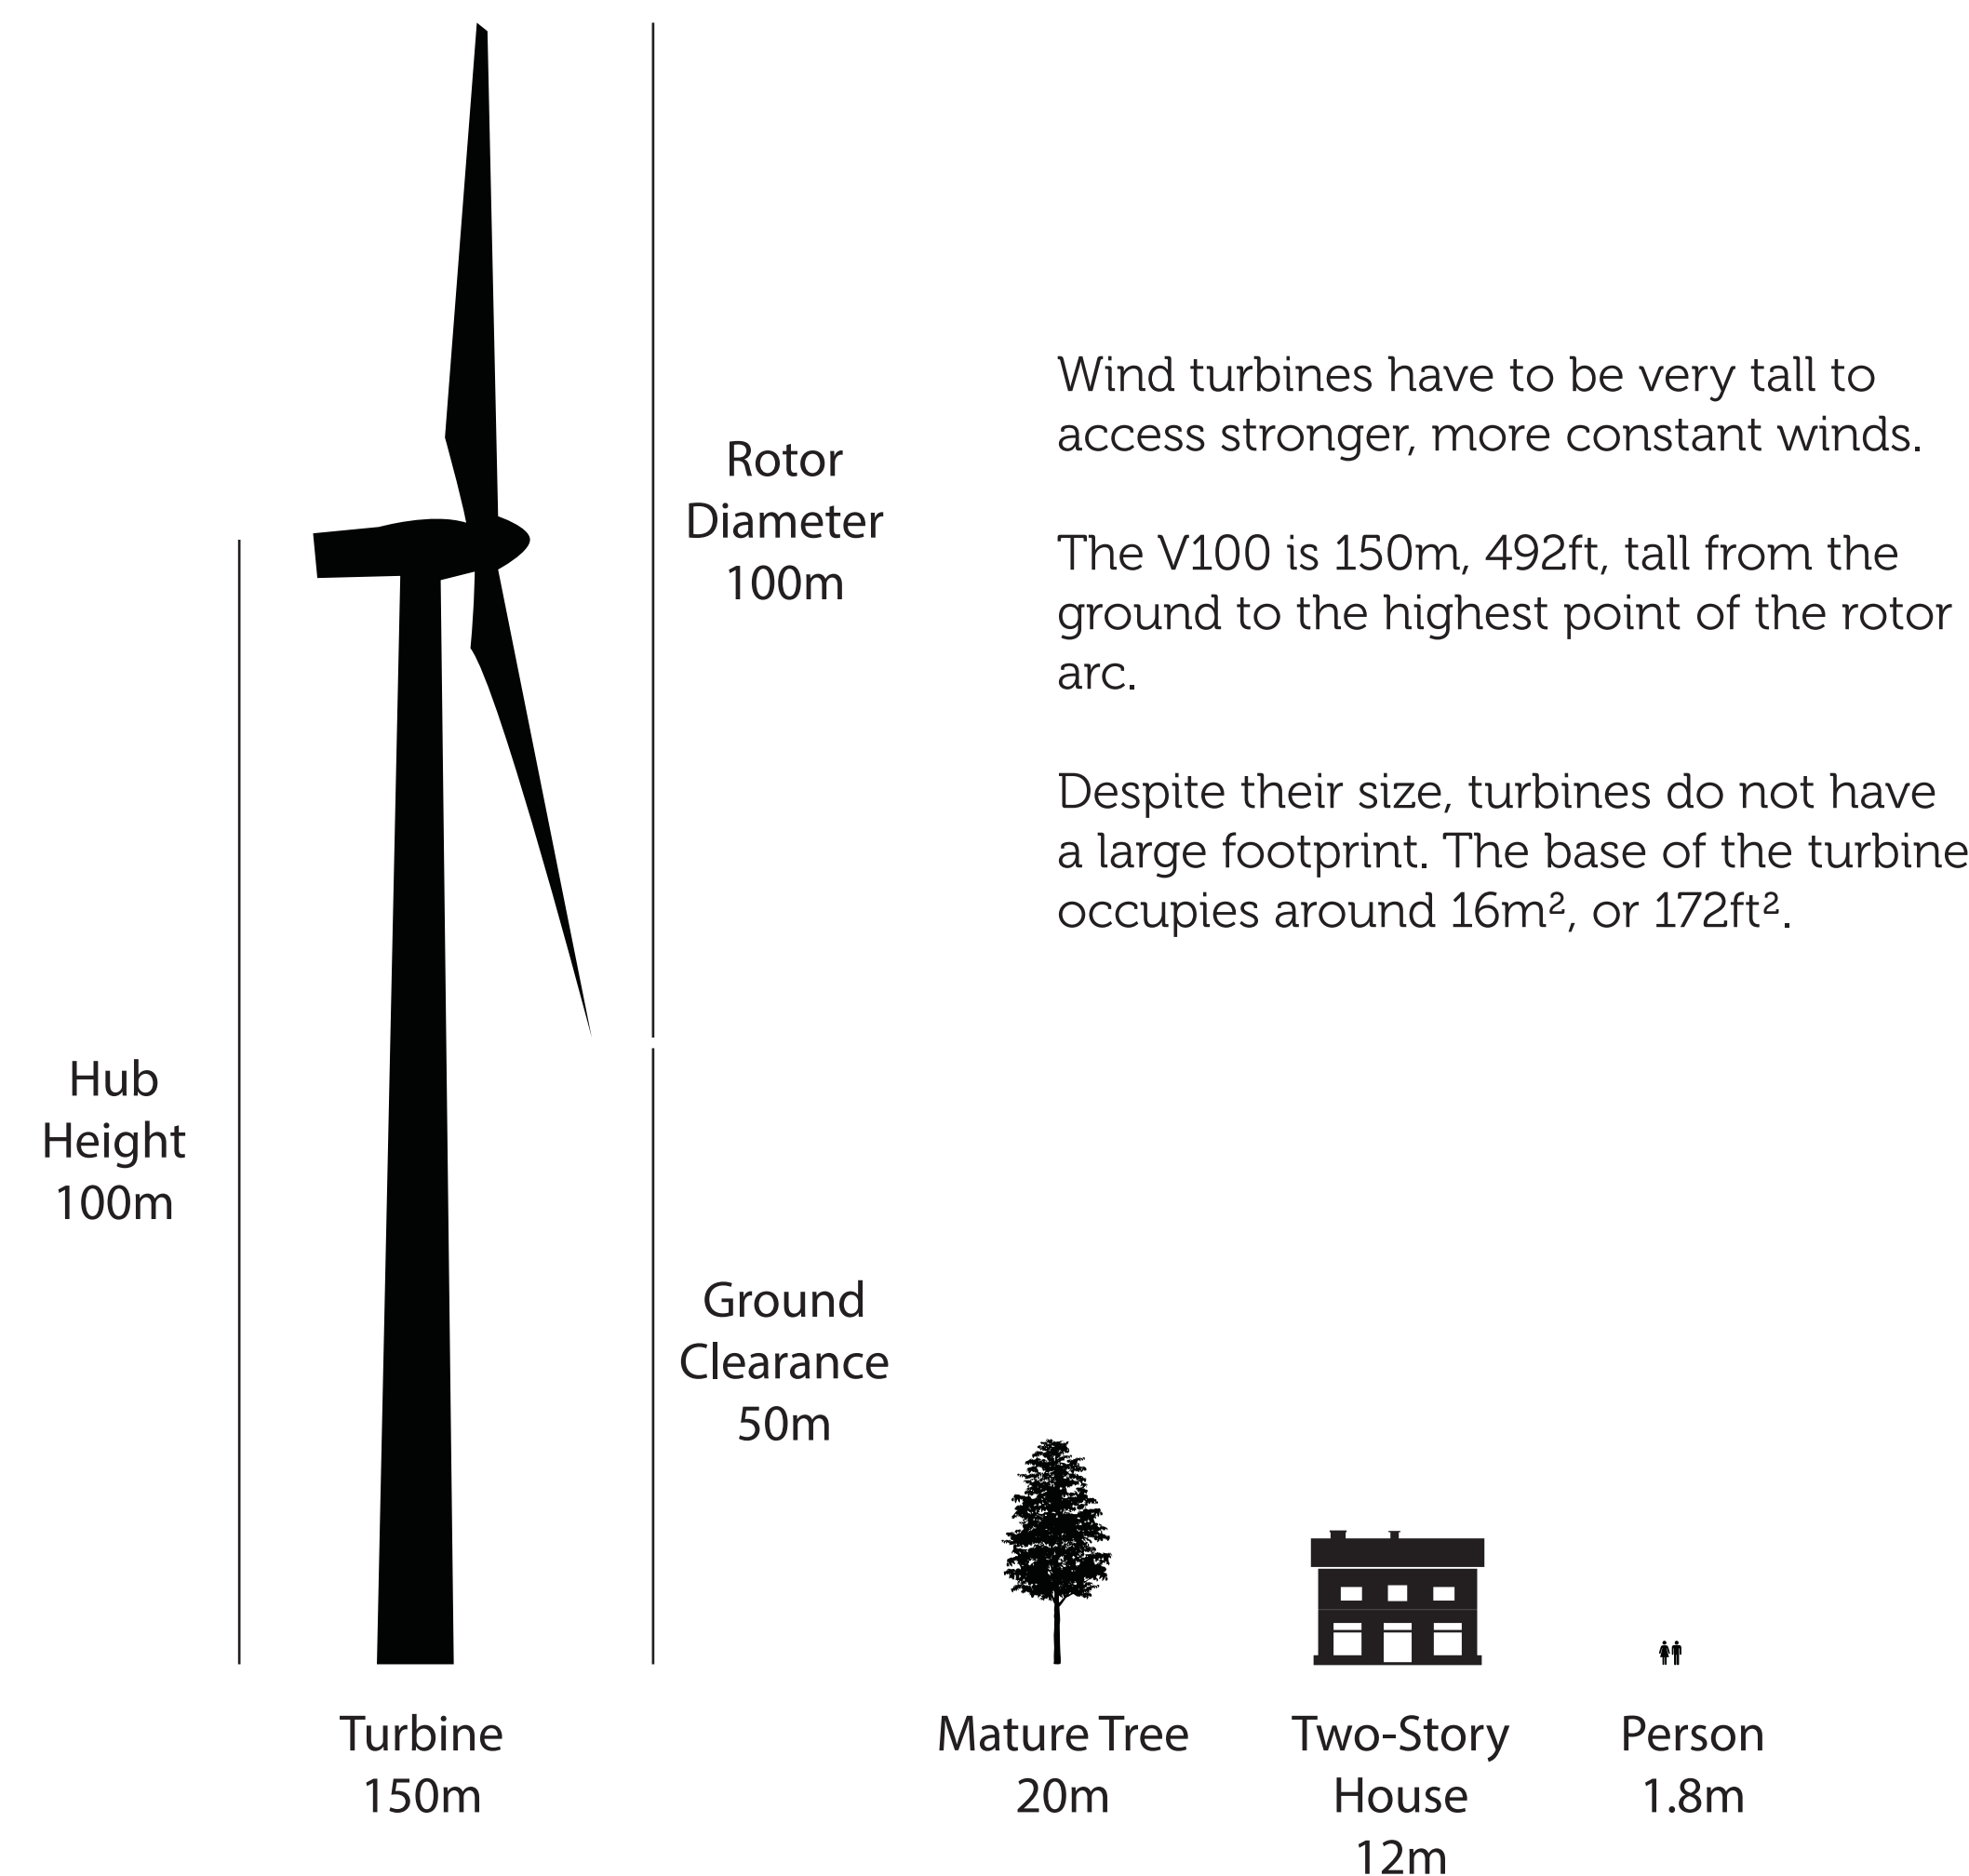 Rotor
Diameter
100m
Wind turbines have to be very tall to
access stronger, more constant winds.
The V100 is 150m, 492ft, tall from the
ground to the highest point of the rotor
arc.
Despite their size, turbines do not have
a large footprint. The base of the turbine
occupies around 16m², or 172ft².
Hub
Height
100m
Ground
Clearance
50m
Turbine
150m
Mature Tree
20m
Two-Story
House
12m
Person
1.8m